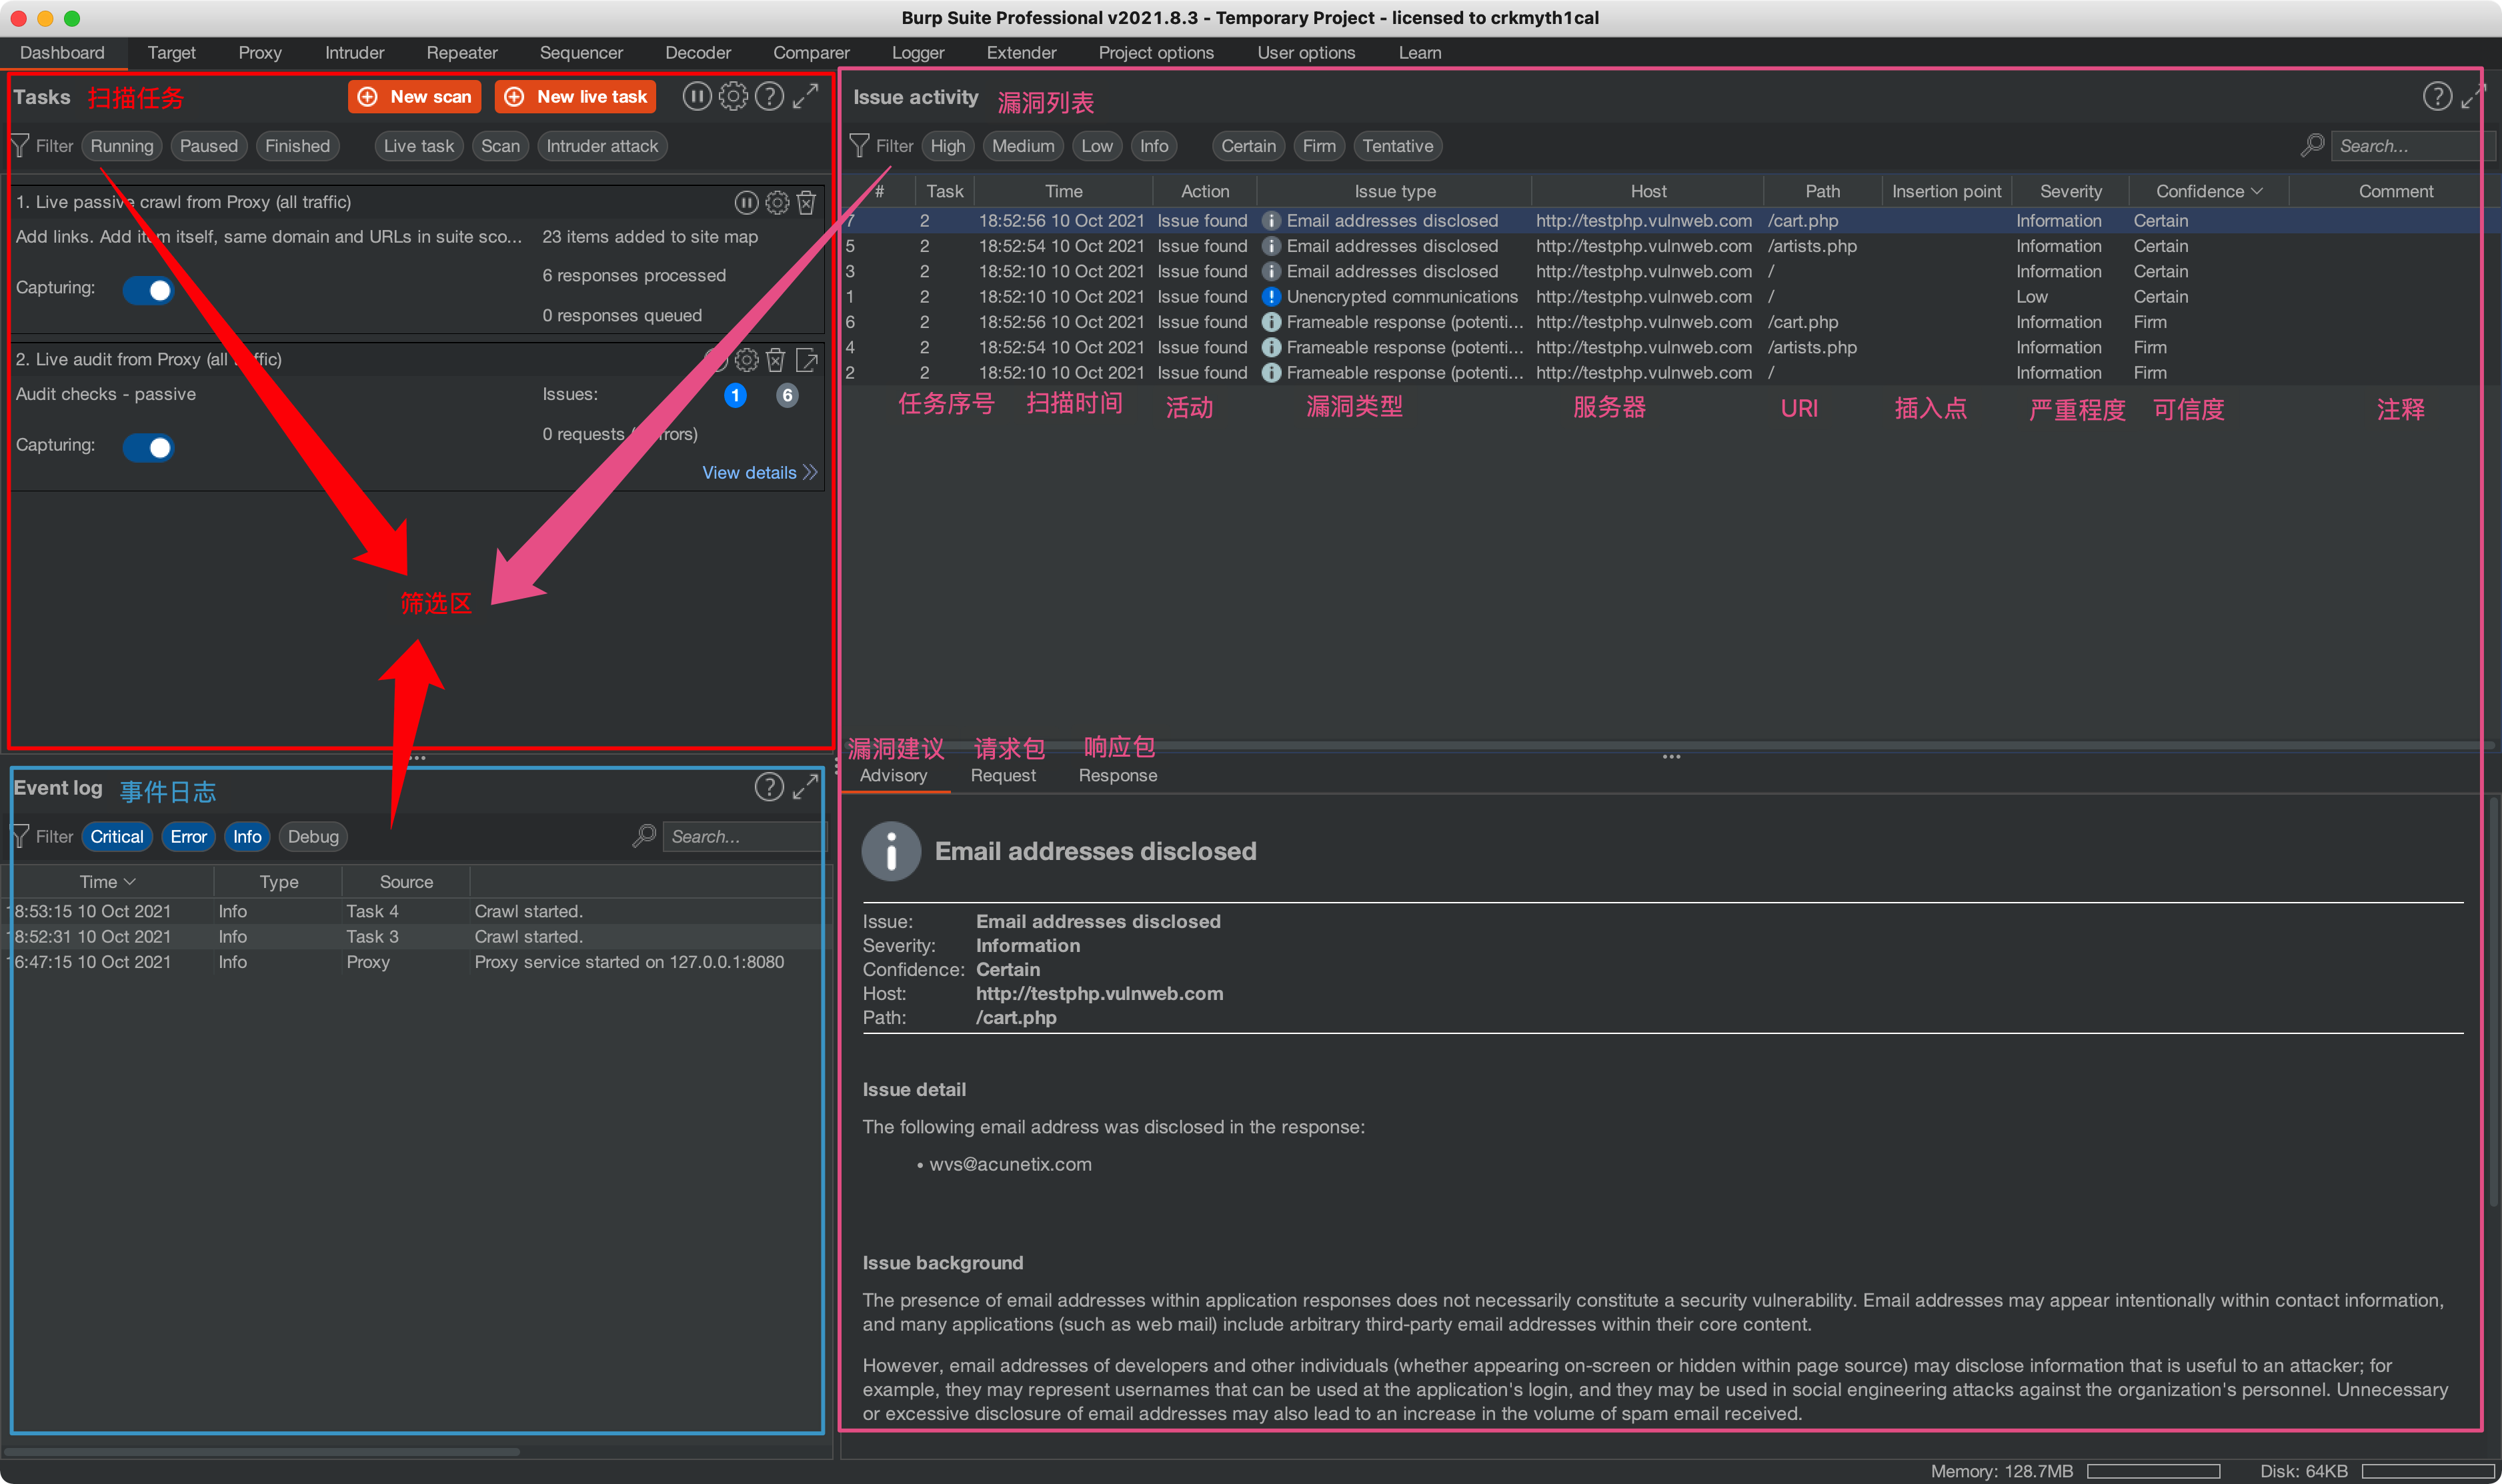 Burp Suite Professional v2021.8.3 - Temporary Project - licensed to crkmyth1cal
Dashboard Target Proxy Intruder Repeater Sequencer Decoder Comparer Logger Extender Project options User options Learn
Tasks 扫描任务 New scan New live task
Filter Running Paused Finished Live task Scan Intruder attack
1. Live passive crawl from Proxy (all traffic)
Add links. Add item itself, same domain and URLs in suite sco... 23 items added to site map
6 responses processed
Capturing:
0 responses queued
2. Live audit from Proxy (all traffic)
Audit checks - passive Issues: 1 6
0 requests ( errors)
Capturing:
View details
筛选区
Event log 事件日志
Filter Critical Error Info Debug Search...
Time Type Source
18:53:15 10 Oct 2021 Info Task 4 Crawl started.
18:52:31 10 Oct 2021 Info Task 3 Crawl started.
16:47:15 10 Oct 2021 Info Proxy Proxy service started on 127.0.0.1:8080
Issue activity 漏洞列表
Filter High Medium Low Info Certain Firm Tentative Search...
# Task Time Action Issue type Host Path Insertion point Severity Confidence Comment
7 2 18:52:56 10 Oct 2021 Issue found Email addresses disclosed http://testphp.vulnweb.com /cart.php Information Certain
5 2 18:52:54 10 Oct 2021 Issue found Email addresses disclosed http://testphp.vulnweb.com /artists.php Information Certain
3 2 18:52:10 10 Oct 2021 Issue found Email addresses disclosed http://testphp.vulnweb.com / Information Certain
1 2 18:52:10 10 Oct 2021 Issue found Unencrypted communications http://testphp.vulnweb.com / Low Certain
6 2 18:52:56 10 Oct 2021 Issue found Frameable response (potenti... http://testphp.vulnweb.com /cart.php Information Firm
4 2 18:52:54 10 Oct 2021 Issue found Frameable response (potenti... http://testphp.vulnweb.com /artists.php Information Firm
2 2 18:52:10 10 Oct 2021 Issue found Frameable response (potenti... http://testphp.vulnweb.com / Information Firm
任务序号 扫描时间 活动 漏洞类型 服务器 URI 插入点 严重程度 可信度 注释
漏洞建议 请求包 响应包
Advisory Request Response
Email addresses disclosed
Issue: Email addresses disclosed
Severity: Information
Confidence: Certain
Host: http://testphp.vulnweb.com
Path: /cart.php
Issue detail
The following email address was disclosed in the response:
• wvs@acunetix.com
Issue background
The presence of email addresses within application responses does not necessarily constitute a security vulnerability. Email addresses may appear intentionally within contact information,
and many applications (such as web mail) include arbitrary third-party email addresses within their core content.
However, email addresses of developers and other individuals (whether appearing on-screen or hidden within page source) may disclose information that is useful to an attacker; for
example, they may represent usernames that can be used at the application's login, and they may be used in social engineering attacks against the organization's personnel. Unnecessary
or excessive disclosure of email addresses may also lead to an increase in the volume of spam email received.
Memory: 128.7MB Disk: 64KB